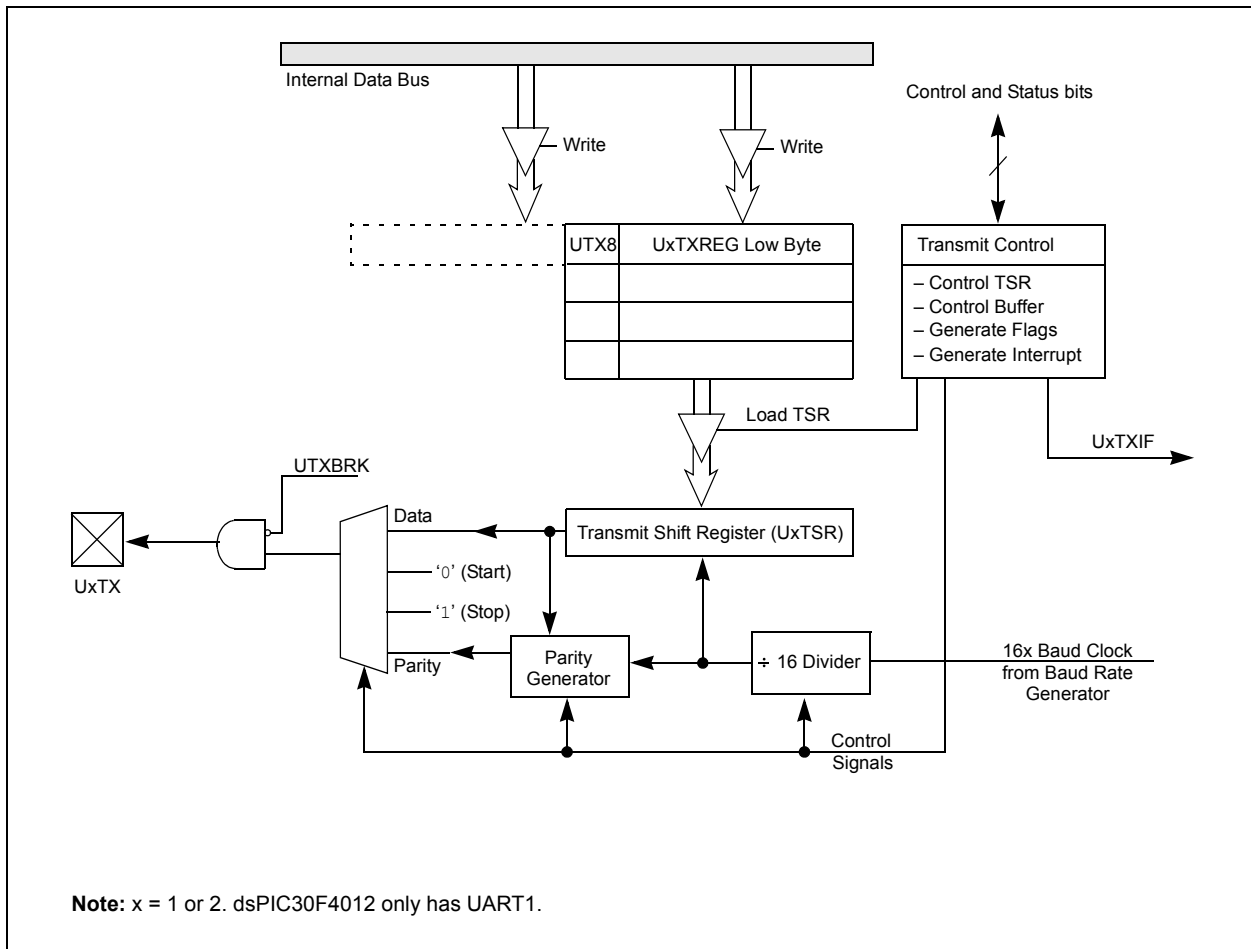 Internal Data Bus
Control and Status bits
Write
Write
UTX8
UxTXREG Low Byte
Transmit Control
– Control TSR
– Control Buffer
– Generate Flags
– Generate Interrupt
Load TSR
UxTXIF
UTXBRK
Data
Transmit Shift Register (UxTSR)
UxTX
‘0’ (Start)
‘1’ (Stop)
Parity
Parity
Generator
÷ 16 Divider
16x Baud Clock
from Baud Rate
Generator
Control
Signals
Note: x = 1 or 2. dsPIC30F4012 only has UART1.